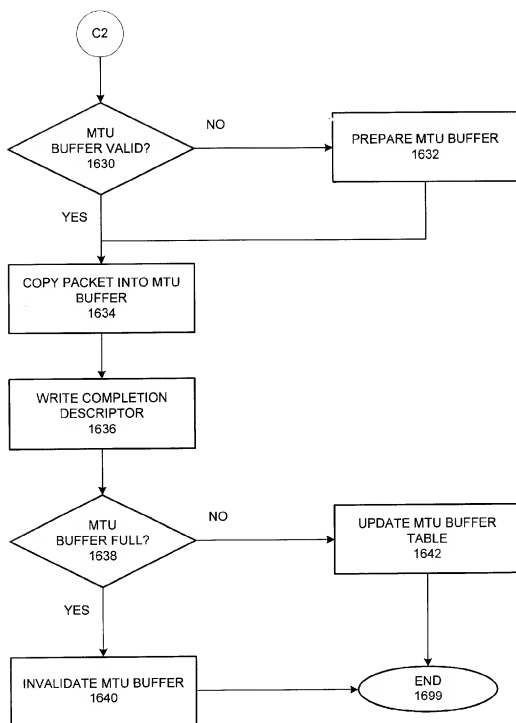 C2
MTU
BUFFER VALID?
1630
NO
PREPARE MTU BUFFER
1632
YES
COPY PACKET INTO MTU
BUFFER
1634
WRITE COMPLETION
DESCRIPTOR
1636
MTU
BUFFER FULL?
1638
NO
UPDATE MTU BUFFER
TABLE
1642
YES
INVALIDATE MTU BUFFER
1640
END
1699